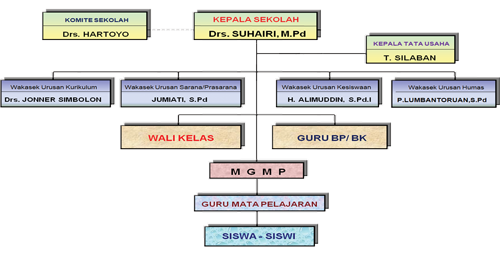 KOMITE SEKOLAH
Drs. HARTOYO
KEPALA SEKOLAH
Drs. SUHAIRI, M.Pd
KEPALA TATA USAHA
T. SILABAN
Wakasek Urusan Kurikulum
Drs. JONNER SIMBOLON
Wakasek Urusan Sarana/Prasarana
JUMIATI, S.Pd
Wakasek Urusan Kesiswaan
H. ALIMUDDIN, S.Pd.I
Wakasek Urusan Humas
P.LUMBANTORUAN,S.Pd
WALI KELAS
GURU BP/ BK
M G M P
GURU MATA PELAJARAN
SISWA - SISWI